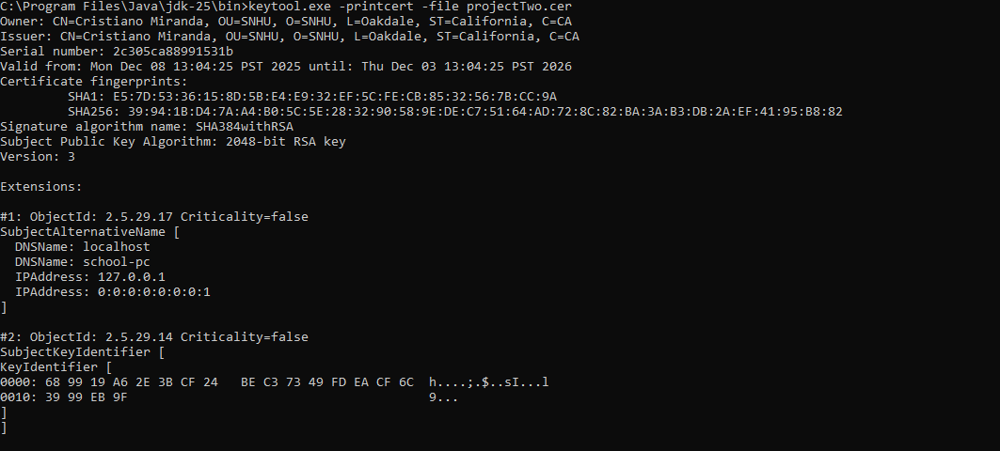 C:\Program Files\Java\jdk-25\bin>keytool.exe -printcert -file projectTwo.cer
Owner: CN=Cristiano Miranda, OU=SNHU, O=SNHU, L=Oakdale, ST=California, C=CA
Issuer: CN=Cristiano Miranda, OU=SNHU, O=SNHU, L=Oakdale, ST=California, C=CA
Serial number: 2c305ca88991531b
Valid from: Mon Dec 08 13:04:25 PST 2025 until: Thu Dec 03 13:04:25 PST 2026
Certificate fingerprints:
         SHA1: E5:7D:53:36:15:8D:5B:E4:E9:32:EF:5C:FE:CB:85:32:56:7B:CC:9A
         SHA256: 39:94:1B:D4:7A:A4:B0:5C:5E:28:32:90:58:9E:DE:C7:51:64:AD:72:8C:82:BA:3A:B3:DB:2A:EF:41:95:B8:82
Signature algorithm name: SHA384withRSA
Subject Public Key Algorithm: 2048-bit RSA key
Version: 3

Extensions:

#1: ObjectId: 2.5.29.17 Criticality=false
SubjectAlternativeName [
  DNSName: localhost
  DNSName: school-pc
  IPAddress: 127.0.0.1
  IPAddress: 0:0:0:0:0:0:0:1
]

#2: ObjectId: 2.5.29.14 Criticality=false
SubjectKeyIdentifier [
KeyIdentifier [
0000: 68 99 19 A6 2E 3B CF 24   BE C3 73 49 FD EA CF 6C  h....;.$..sI...l
0010: 39 99 EB 9F                                        9...
]
]